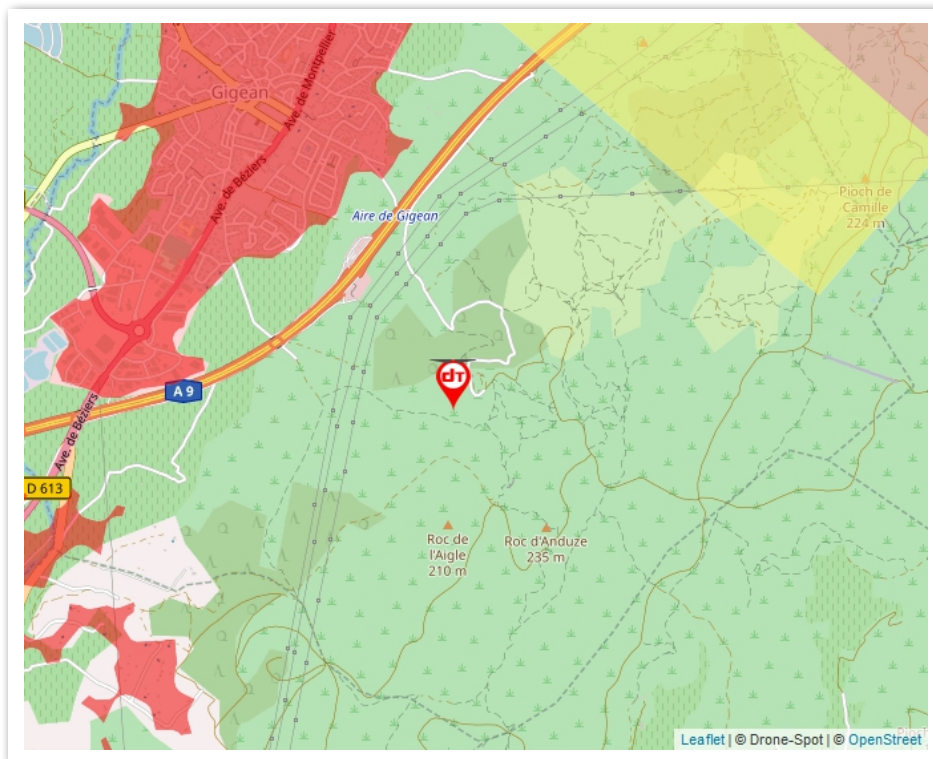 Gigean
Ave. de Montpellier
Ave. de Béziers
Aire de Gigean
Pioch de
Camille
224 m
dT
A 9
Ave. de Béziers
D 613
Roc de
l'Aigle
210 m
Roc d'Anduze
235 m
Leaflet | © Drone-Spot | © OpenStreet